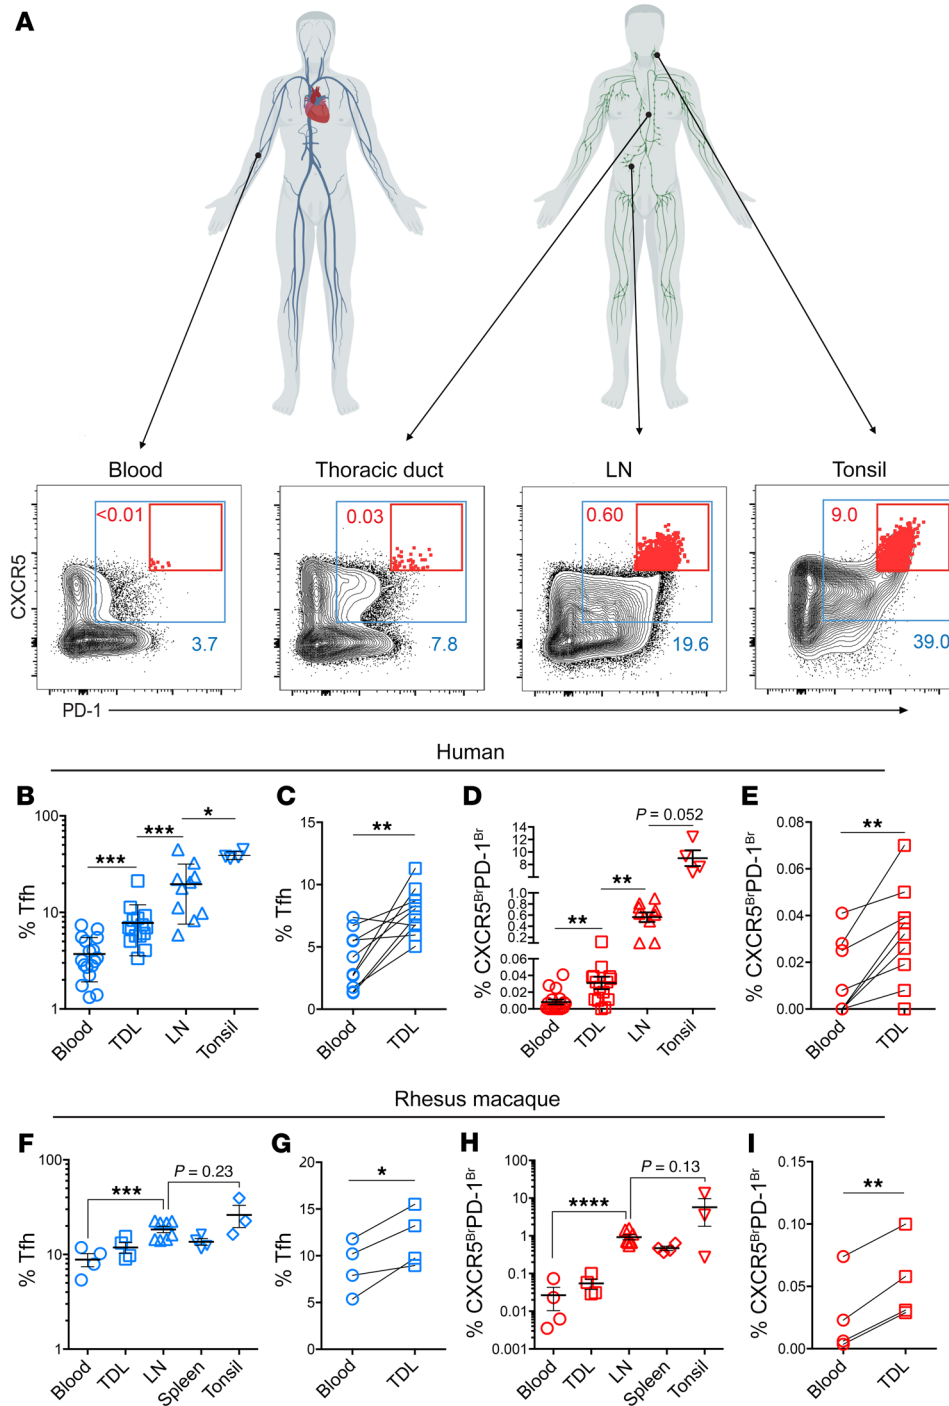 A
Blood
Thoracic duct
LN
Tonsil
CXCR5
<0.01
3.7
0.03
7.8
0.60
19.6
9.0
39.0
PD-1
Human
B
% Tfh
100
10
1
***
***
*
Blood
TDL
LN
Tonsil
C
% Tfh
15
10
5
0
**
Blood
TDL
D
% CXCR5BrPD-1Br
14
12
10
8
1.0
0.8
0.6
0.4
0.2
0.06
0.04
0.02
0.00
**
**
P = 0.052
Blood
TDL
LN
Tonsil
E
% CXCR5BrPD-1Br
0.08
0.06
0.04
0.02
0.00
**
Blood
TDL
Rhesus macaque
F
% Tfh
100
10
1
***
P = 0.23
Blood
TDL
LN
Spleen
Tonsil
G
% Tfh
20
15
10
5
0
*
Blood
TDL
H
% CXCR5BrPD-1Br
100
10
1
0.1
0.01
0.001
****
P = 0.13
Blood
TDL
LN
Spleen
Tonsil
I
% CXCR5BrPD-1Br
0.15
0.10
0.05
0.00
**
Blood
TDL